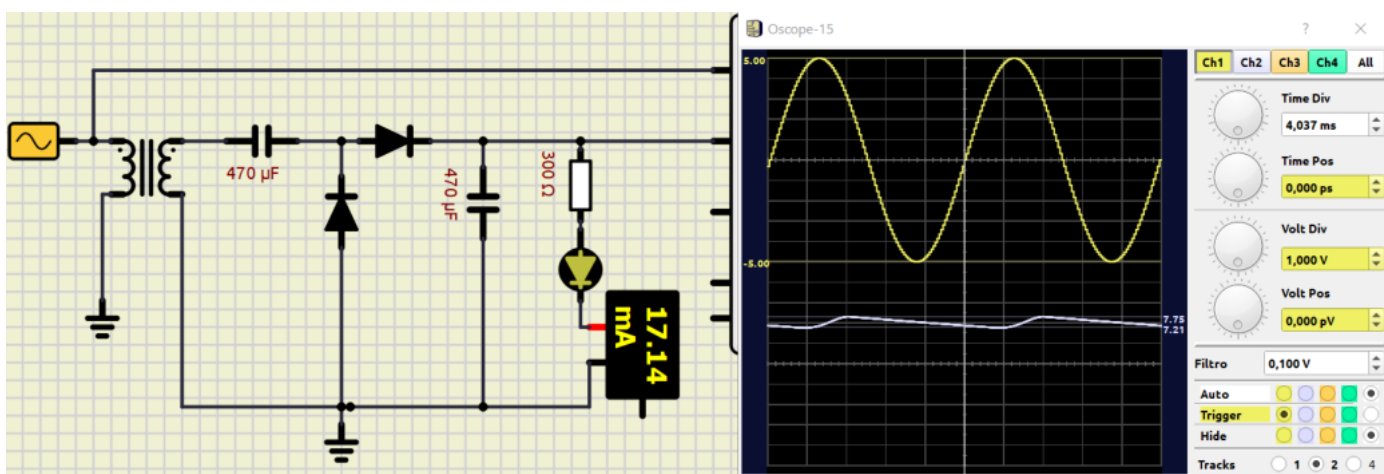 470 µF
470 µF
300 Ω
17.14
mA
Oscope-15
? ×
5.00
-5.00
7.75
7.21
Ch1 Ch2 Ch3 Ch4 All
Time Div
4,037 ms
Time Pos
0,000 ps
Volt Div
1,000 V
Volt Pos
0,000 pV
Filtro 0,100 V
Auto
Trigger
Hide
Tracks 1 2 4